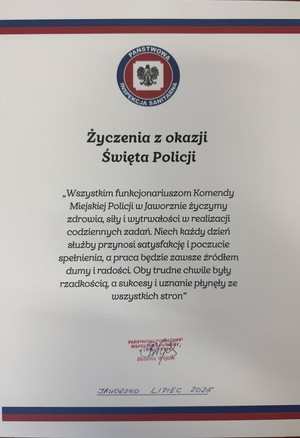 PAŃSTWOWA
INSPEKCJA SANITARNA
Życzenia z okazji
Święta Policji
„Wszystkim funkcjonariuszom Komendy
Miejskiej Policji w Jaworznie życzymy
zdrowia, siły i wytrwałości w realizacji
codziennych zadań. Niech każdy dzień
służby przynosi satysfakcję i poczucie
spełnienia, a praca będzie zawsze źródłem
dumy i radości. Oby trudne chwile były
rzadkością, a sukcesy i uznanie płynęły ze
wszystkich stron”
JAWORZNO LIPIEC 2025